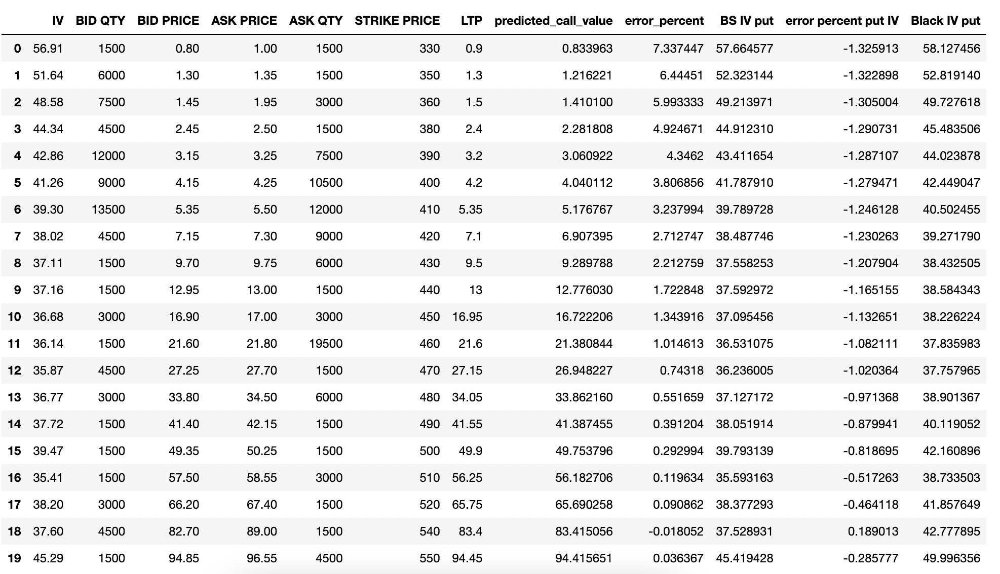 IV BID QTY BID PRICE ASK PRICE ASK QTY STRIKE PRICE LTP predicted_call_value error_percent BS IV put error percent put IV Black IV put
0 56.91 1500 0.80 1.00 1500 330 0.9 0.833963 7.337447 57.664577 -1.325913 58.127456
1 51.64 6000 1.30 1.35 1500 350 1.3 1.216221 6.44451 52.323144 -1.322898 52.819140
2 48.58 7500 1.45 1.95 3000 360 1.5 1.410100 5.993333 49.213971 -1.305004 49.727618
3 44.34 4500 2.45 2.50 1500 380 2.4 2.281808 4.924671 44.912310 -1.290731 45.483506
4 42.86 12000 3.15 3.25 7500 390 3.2 3.060922 4.3462 43.411654 -1.287107 44.023878
5 41.26 9000 4.15 4.25 10500 400 4.2 4.040112 3.806856 41.787910 -1.279471 42.449047
6 39.30 13500 5.35 5.50 12000 410 5.35 5.176767 3.237994 39.789728 -1.246128 40.502455
7 38.02 4500 7.15 7.30 9000 420 7.1 6.907395 2.712747 38.487746 -1.230263 39.271790
8 37.11 1500 9.70 9.75 6000 430 9.5 9.289788 2.212759 37.558253 -1.207904 38.432505
9 37.16 1500 12.95 13.00 1500 440 13 12.776030 1.722848 37.592972 -1.165155 38.584343
10 36.68 3000 16.90 17.00 3000 450 16.95 16.722206 1.343916 37.095456 -1.132651 38.226224
11 36.14 1500 21.60 21.80 19500 460 21.6 21.380844 1.014613 36.531075 -1.082111 37.835983
12 35.87 4500 27.25 27.70 1500 470 27.15 26.948227 0.74318 36.236005 -1.020364 37.757965
13 36.77 3000 33.80 34.50 6000 480 34.05 33.862160 0.551659 37.127172 -0.971368 38.901367
14 37.72 1500 41.40 42.15 1500 490 41.55 41.387455 0.391204 38.051914 -0.879941 40.119052
15 39.47 1500 49.35 50.25 1500 500 49.9 49.753796 0.292994 39.793139 -0.818695 42.160896
16 35.41 1500 57.50 58.55 3000 510 56.25 56.182706 0.119634 35.593163 -0.517263 38.733503
17 38.20 3000 66.20 67.40 1500 520 65.75 65.690258 0.090862 38.377293 -0.464118 41.857649
18 37.60 4500 82.70 89.00 1500 540 83.4 83.415056 -0.018052 37.528931 0.189013 42.777895
19 45.29 1500 94.85 96.55 4500 550 94.45 94.415651 0.036367 45.419428 -0.285777 49.996356